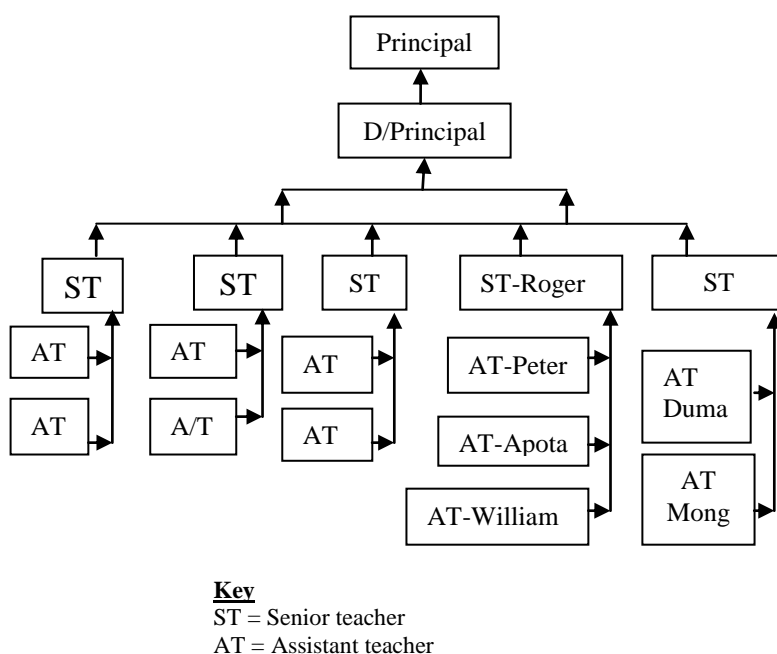 Principal
D/Principal
ST
ST
ST
ST-Roger
ST
AT
AT
AT
AT-Peter
AT
Duma
AT
A/T
AT
AT-Apota
AT
Mong
AT-William
Key
ST = Senior teacher
AT = Assistant teacher